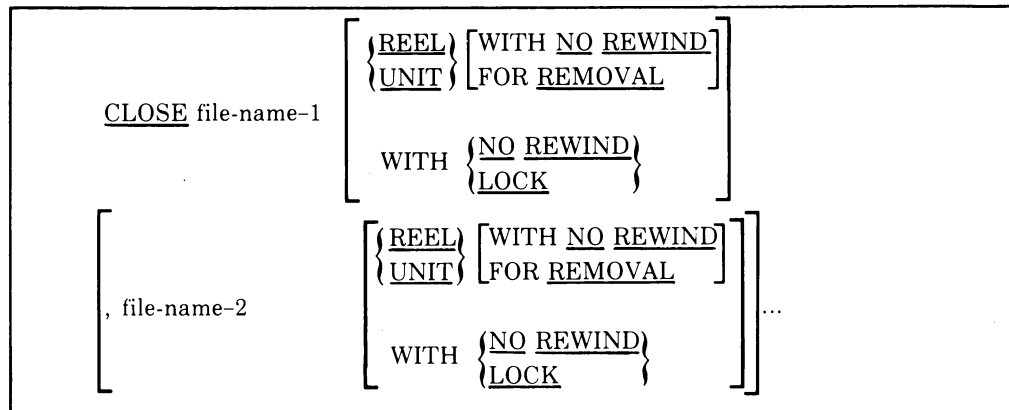 {REEL} [WITH NO REWIND]
{UNIT} [FOR REMOVAL]
CLOSE file-name-1
WITH {NO REWIND}
{LOCK}
{REEL} [WITH NO REWIND]
{UNIT} [FOR REMOVAL]
, file-name-2 ...
WITH {NO REWIND}
{LOCK}